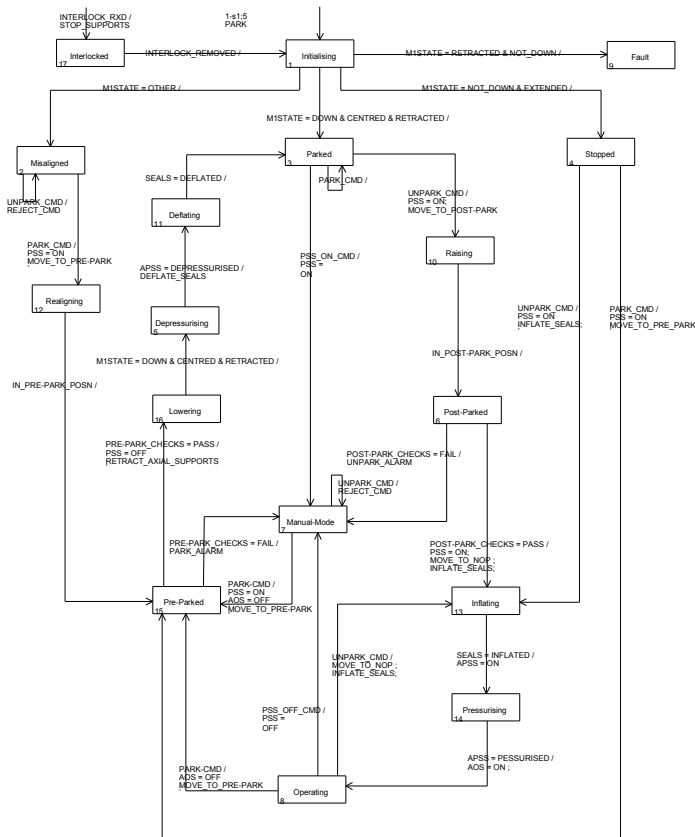 INTERLOCK_RXD /
STOP_SUPPORTS
1-s1;5
PARK
Interlocked
17
INTERLOCK_REMOVED /
Initialising
1
M1STATE = RETRACTED & NOT_DOWN /
Fault
9
M1STATE = OTHER /
M1STATE = NOT_DOWN & EXTENDED /
M1STATE = DOWN & CENTRED & RETRACTED /
Misaligned
2
Parked
3
Stopped
4
SEALS = DEFLATED /
PARK_CMD /
UNPARK_CMD /
REJECT_CMD
UNPARK_CMD /
PSS = ON;
MOVE_TO_POST-PARK
Deflating
11
PARK_CMD /
PSS = ON
MOVE_TO_PRE-PARK
;
Raising
10
PSS_ON_CMD /
PSS =
ON
APSS = DEPRESSURISED /
DEFLATE_SEALS
Realigning
12
Depressurising
5
UNPARK_CMD /
PSS = ON
INFLATE_SEALS;
;
PARK_CMD /
PSS = ON
MOVE_TO_PRE_PARK
;
M1STATE = DOWN & CENTRED & RETRACTED /
IN_POST-PARK_POSN /
IN_PRE-PARK_POSN /
Lowering
16
Post-Parked
6
PRE-PARK_CHECKS = PASS /
PSS = OFF
RETRACT_AXIAL_SUPPORTS
;
POST-PARK_CHECKS = FAIL /
UNPARK_ALARM
UNPARK_CMD /
REJECT_CMD
Manual-Mode
7
PRE-PARK_CHECKS = FAIL /
PARK_ALARM
POST-PARK_CHECKS = PASS /
PSS = ON;
MOVE_TO_NOP ;
INFLATE_SEALS;
PARK-CMD /
PSS = ON
AOS = OFF
MOVE_TO_PRE-PARK
;
Pre-Parked
15
Inflating
13
UNPARK_CMD /
MOVE_TO_NOP ;
INFLATE_SEALS;
SEALS = INFLATED /
APSS = ON
PSS_OFF_CMD /
PSS =
OFF
Pressurising
14
APSS = PESSURISED /
AOS = ON ;
PARK-CMD /
AOS = OFF
MOVE_TO_PRE-PARK
;
Operating
8